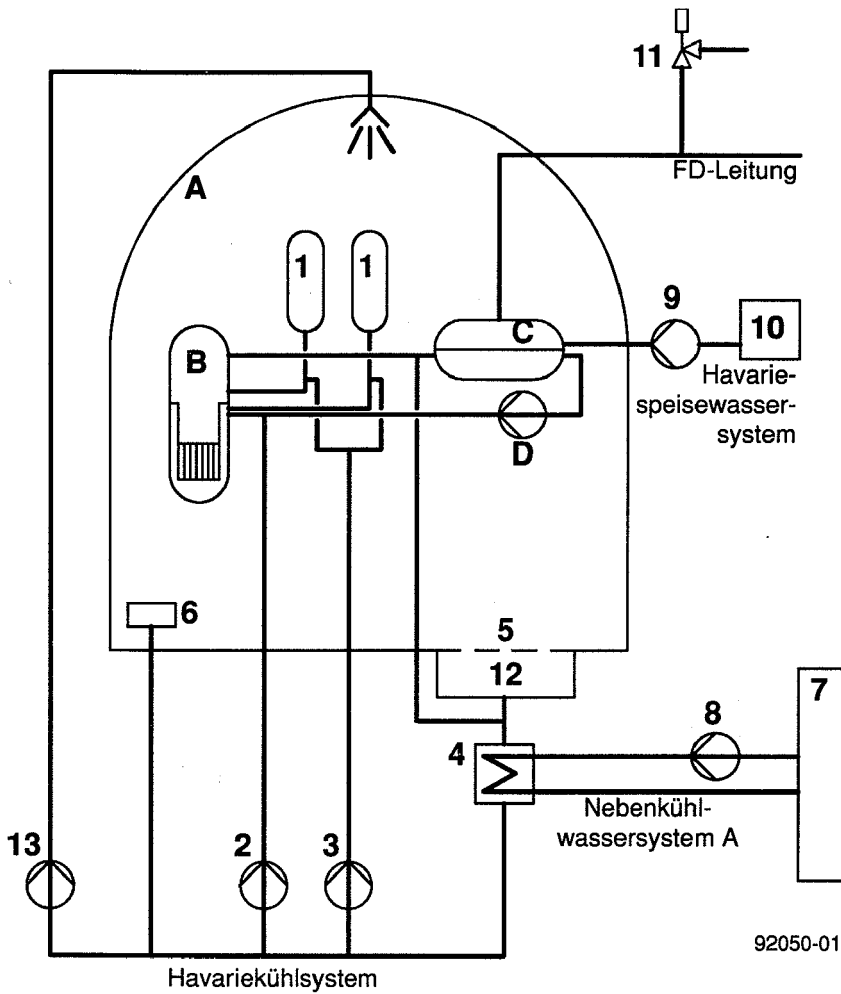 11
FD-Leitung
A
1
1
9
B
C
10
Havarie-
speisewasser-
system
D
6
5
12
7
8
4
Nebenkühl-
wassersystem A
13
2
3
92050-01
Havariekühlsystem